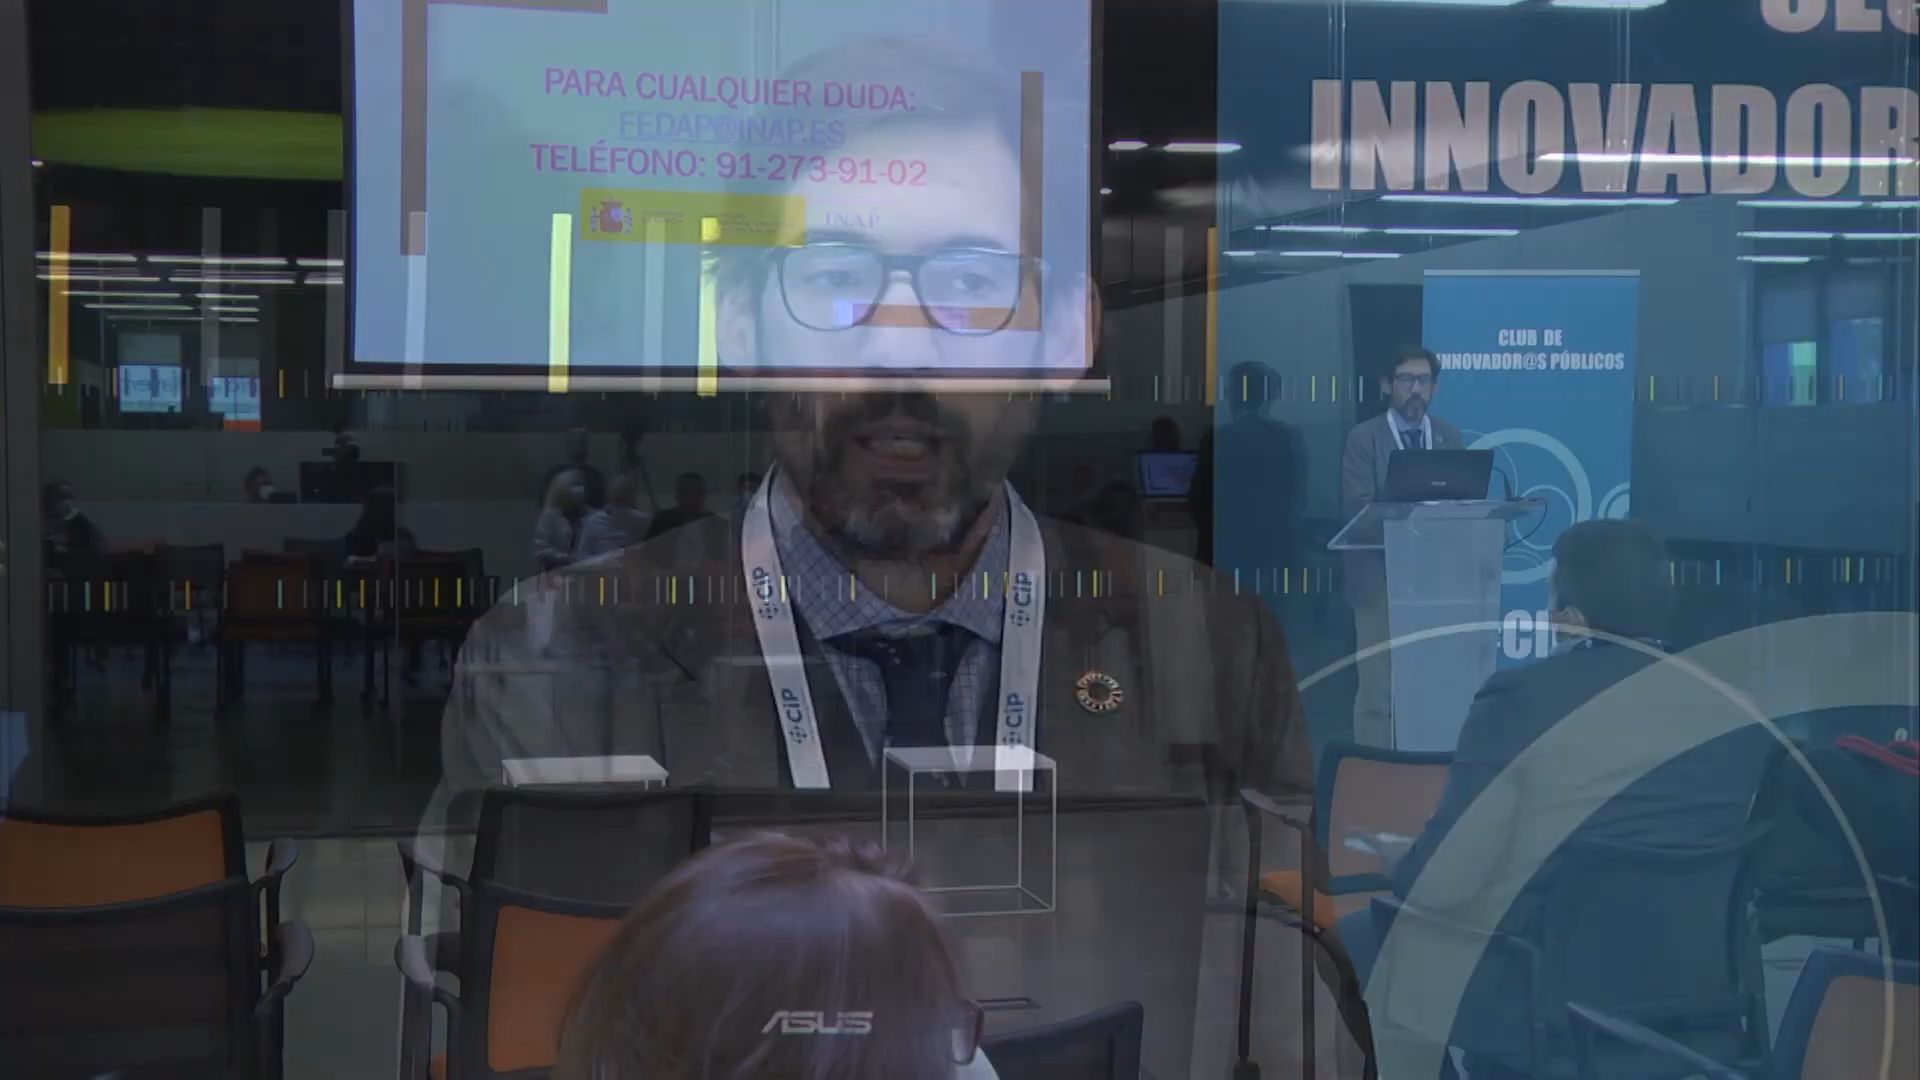 PARA CUALQUIER DUDA:
FEDAP@INAP.ES
TELÉFONO: 91-273-91-02
INAP
INNOVADOR
CLUB DE
INNOVADOR@S PÚBLICOS
CiP
CiP
CiP
CiP
ASUS
ASUS